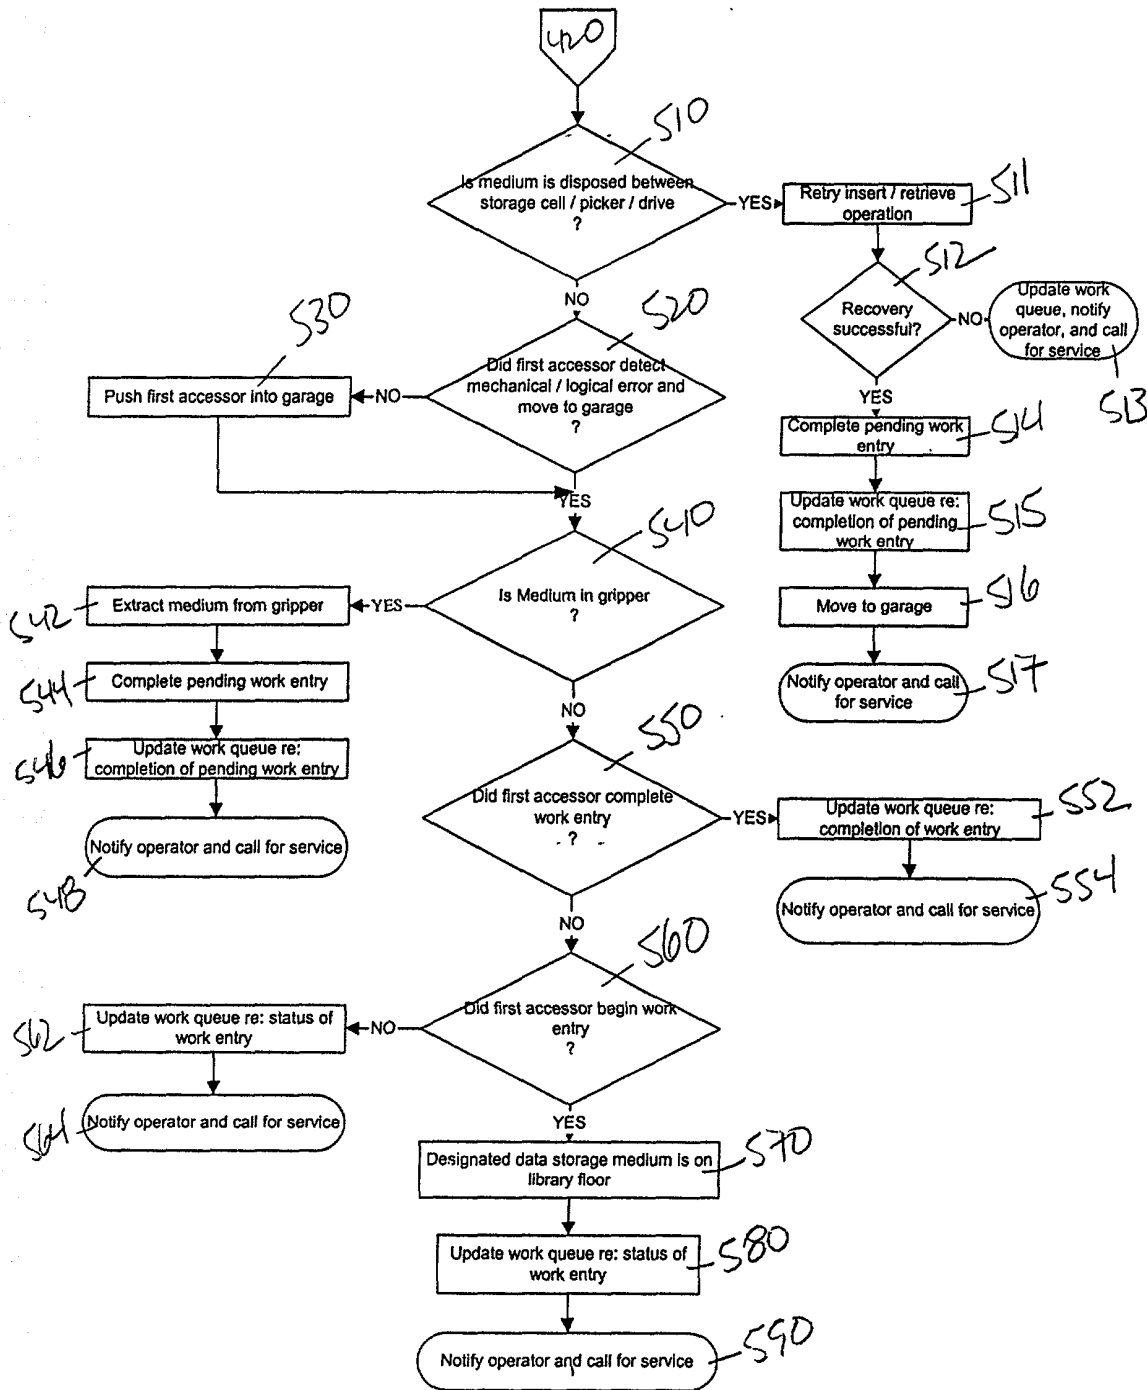 420
510
Is medium is disposed between
storage cell / picker / drive
?
YES
Retry insert / retrieve
operation
511
512
Recovery
successful?
NO
Update work
queue, notify
operator, and call
for service
513
YES
Complete pending work
entry
514
Update work queue re:
completion of pending
work entry
515
Move to garage
516
Notify operator and call
for service
517
NO
520
Did first accessor detect
mechanical / logical error and
move to garage
?
NO
530
Push first accessor into garage
YES
540
Is Medium in gripper
?
YES
542
Extract medium from gripper
544
Complete pending work entry
546
Update work queue re:
completion of pending work entry
Notify operator and call for service
548
NO
550
Did first accessor complete
work entry
?
YES
Update work queue re:
completion of work entry
552
Notify operator and call for service
554
NO
560
Did first accessor begin work
entry
?
NO
562
Update work queue re: status of
work entry
564
Notify operator and call for service
YES
Designated data storage medium is on
library floor
570
Update work queue re: status of
work entry
580
Notify operator and call for service
590